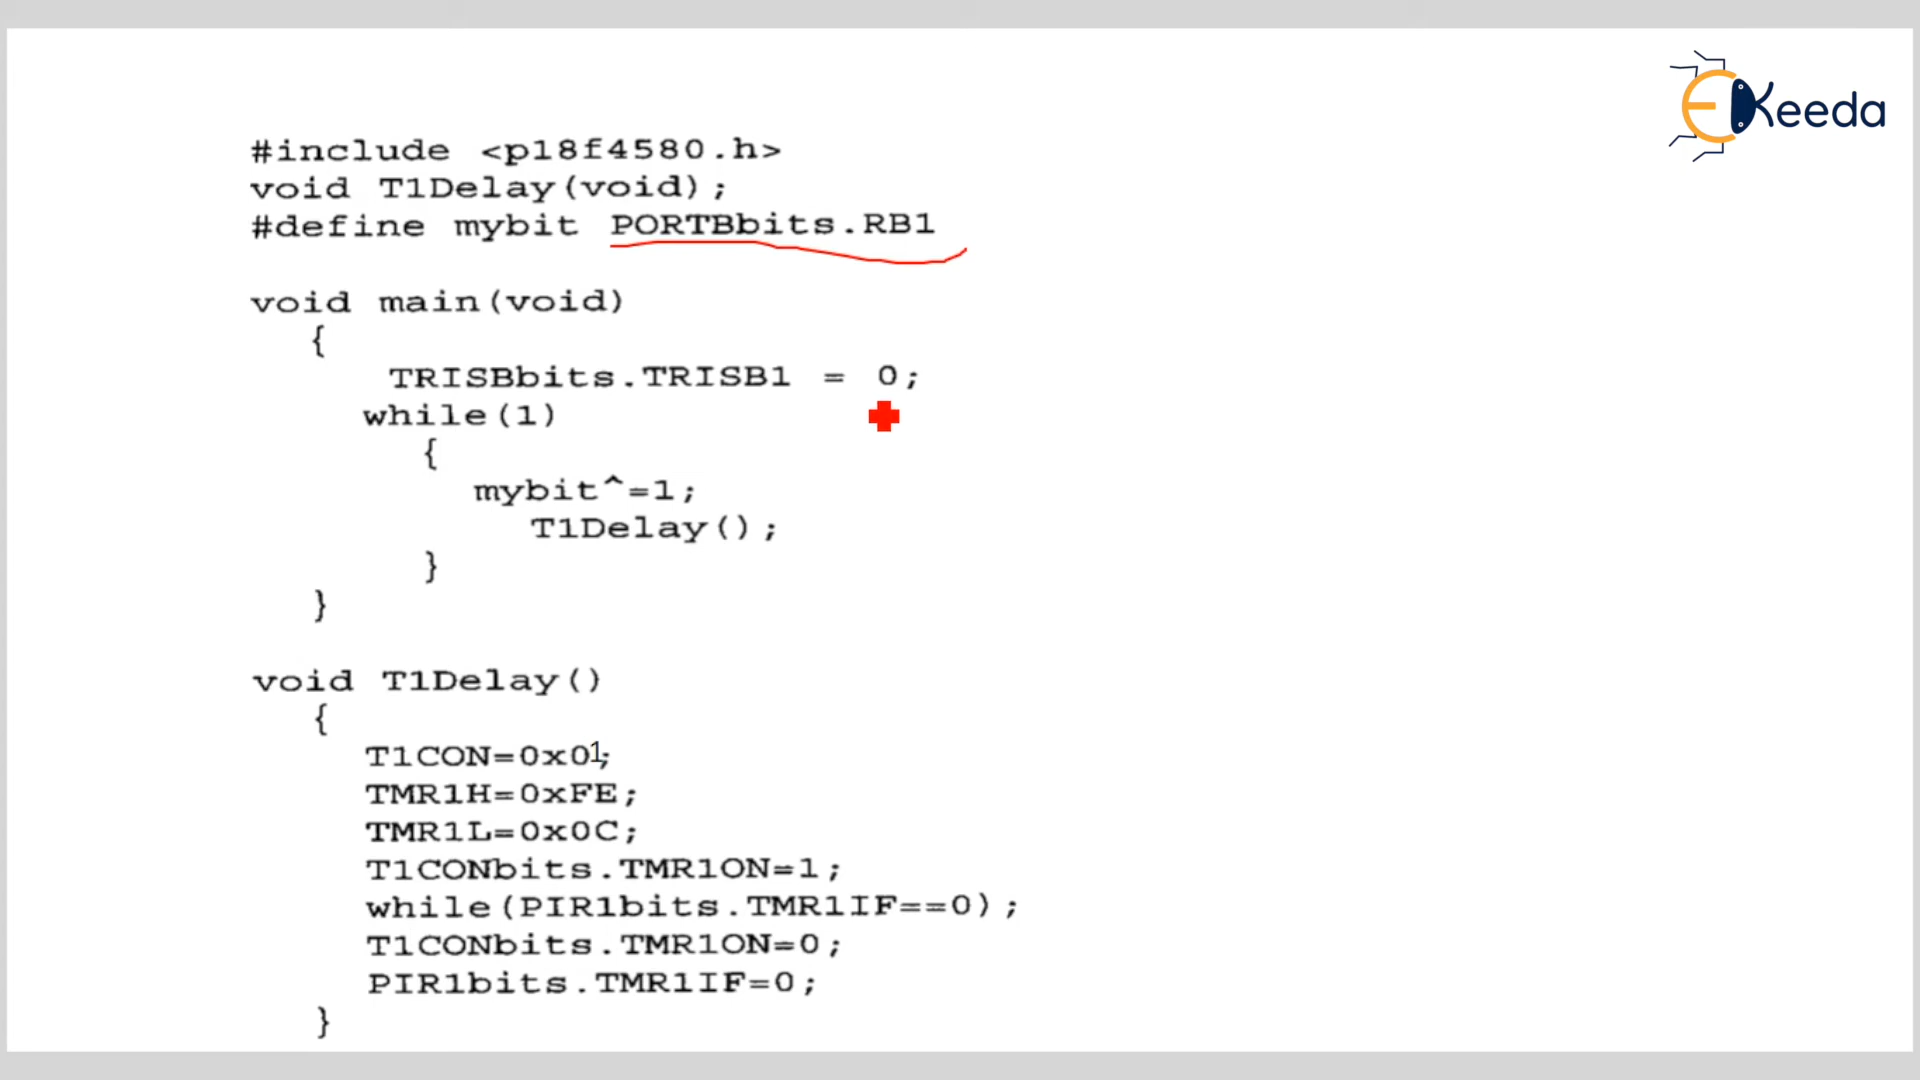 EKeeda
#include <p18f4580.h>
void T1Delay(void);
#define mybit PORTBbits.RB1
void main(void)
{
TRISBbits.TRISB1 = 0;
while(1)
{
mybit^=1;
T1Delay();
}
}
void T1Delay()
{
T1CON=0x01;
TMR1H=0xFE;
TMR1L=0x0C;
T1CONbits.TMR1ON=1;
while(PIR1bits.TMR1IF==0);
T1CONbits.TMR1ON=0;
PIR1bits.TMR1IF=0;
}